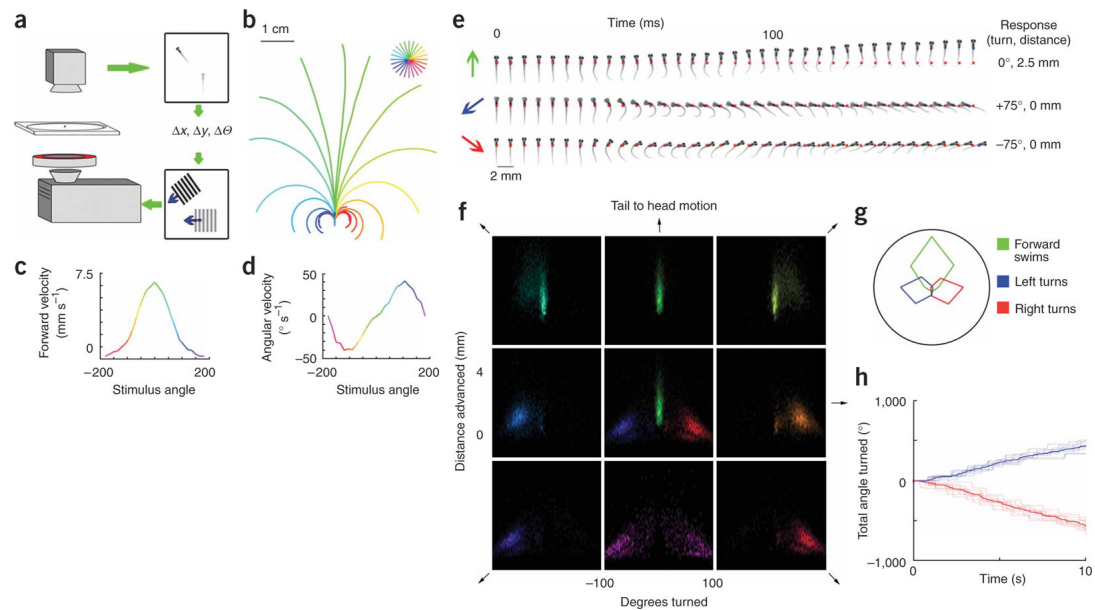 a
Δx, Δy, ΔΘ
b
1 cm
c
7.5
0
Forward velocity
(mm s−1)
−200
200
Stimulus angle
d
50
0
−50
Angular velocity
(° s−1)
−200
200
Stimulus angle
e
Time (ms)
0
100
Response
(turn, distance)
0°, 2.5 mm
+75°, 0 mm
−75°, 0 mm
2 mm
f
Tail to head motion
Distance advanced (mm)
4
0
−100
100
Degrees turned
g
Forward
swims
Left turns
Right turns
h
1,000
0
−1,000
Total angle turned (°)
0
10
Time (s)